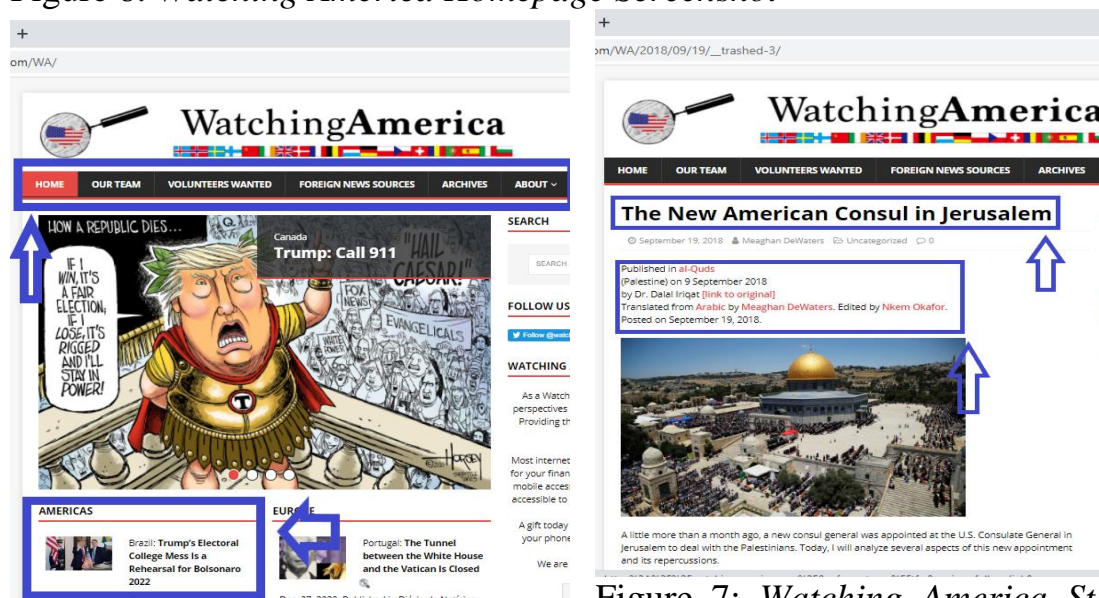 Figure 6: Watching America Homepage Screenshot
+
om/WA/
WatchingAmerica
HOME OUR TEAM VOLUNTEERS WANTED FOREIGN NEWS SOURCES ARCHIVES ABOUT
HOW A REPUBLIC DIES...
IF I
WIN, IT'S
A FAIR
ELECTION,
IF I
LOSE, IT'S
RIGGED
AND I'LL
STAY IN
POWER!
Canada
Trump: Call 911
"HAIL
CAESAR!"
FOX
NEWS
EVANGELICALS
WHITE
POWER
T
HORSEY
AMERICAS
Brazil: Trump's Electoral
College Mess Is a
Rehearsal for Bolsonaro
2022
EUROPE
Portugal: The Tunnel
between the White House
and the Vatican Is Closed
SEARCH
SEARCH
FOLLOW US
Follow
WATCHING
As a Watch
perspectives
Providing th
Most internet
for your finan
mobile acces
accessible to
A gift today
your phone
We are
+
om/WA/2018/09/19/__trashed-3/
WatchingAmerica
HOME OUR TEAM VOLUNTEERS WANTED FOREIGN NEWS SOURCES ARCHIVES
The New American Consul in Jerusalem
September 19, 2018 Meaghan DeWaters Uncategorized 0
Published in al-Quds
(Palestine) on 9 September 2018
by Dr. Dalal Iriqat [link to original]
Translated from Arabic by Meaghan DeWaters. Edited by Nkem Okafor.
Posted on September 19, 2018.
A little more than a month ago, a new consul general was appointed at the U.S. Consulate General in
Jerusalem to deal with the Palestinians. Today, I will analyze several aspects of this new appointment
and its repercussions.
Figure 7: Watching America St